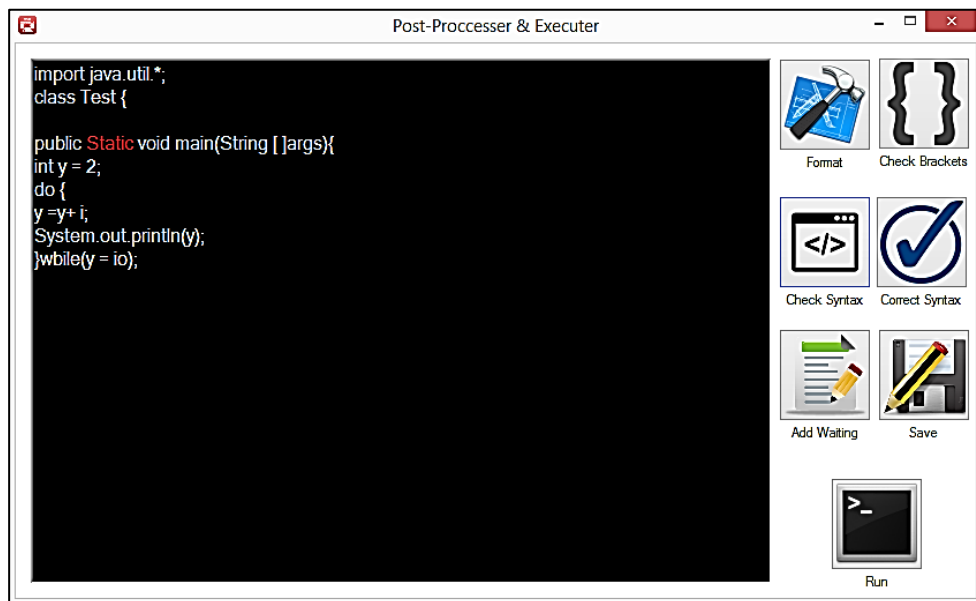 Post-Proccesser & Executer
import java.util.*;
class Test {
public Static void main(String [ ]args){
int y = 2;
do {
y =y+ i;
System.out.println(y);
}wbile(y = io);
Format
Check Brackets
</>
Check Syntax
Correct Syntax
Add Waiting
Save
>_
Run